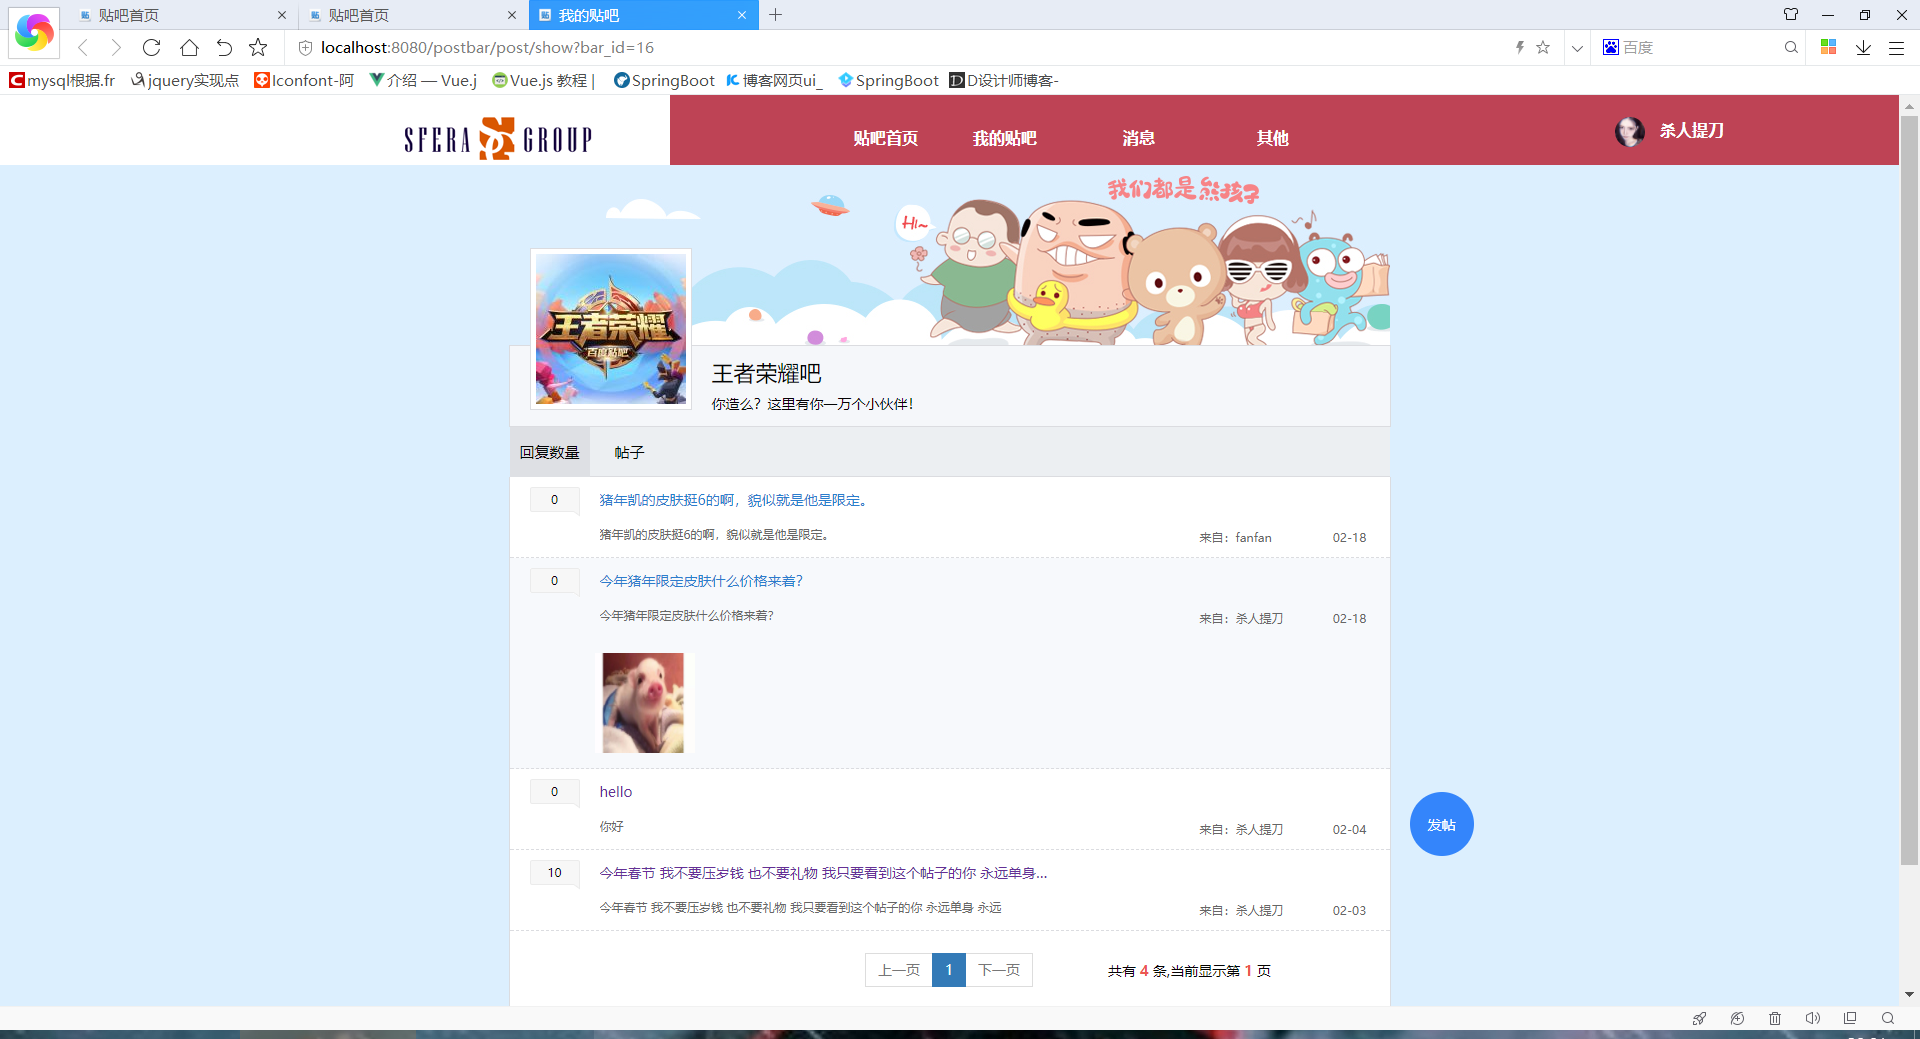 贴吧首页
贴吧首页
我的贴吧
localhost:8080/postbar/post/show?bar_id=16
百度
mysql根据.fr
jquery实现点
Iconfont-阿
介绍 — Vue.j
Vue.js 教程 |
SpringBoot
博客网页ui_
SpringBoot
D设计师博客-
SFERA GROUP
贴吧首页
我的贴吧
消息
其他
杀人提刀
我们都是熊孩子
HI~
王者荣耀
百度贴吧
王者荣耀吧
你造么？这里有你一万个小伙伴！
回复数量
帖子
0
猪年凯的皮肤挺6的啊，貌似就是他是限定。
猪年凯的皮肤挺6的啊，貌似就是他是限定。
来自：fanfan
02-18
0
今年猪年限定皮肤什么价格来着？
今年猪年限定皮肤什么价格来着？
来自：杀人提刀
02-18
0
hello
你好
来自：杀人提刀
02-04
发帖
10
今年春节 我不要压岁钱 也不要礼物 我只要看到这个帖子的你 永远单身...
今年春节 我不要压岁钱 也不要礼物 我只要看到这个帖子的你 永远单身 永远
来自：杀人提刀
02-03
上一页
1
下一页
共有 4 条,当前显示第 1 页